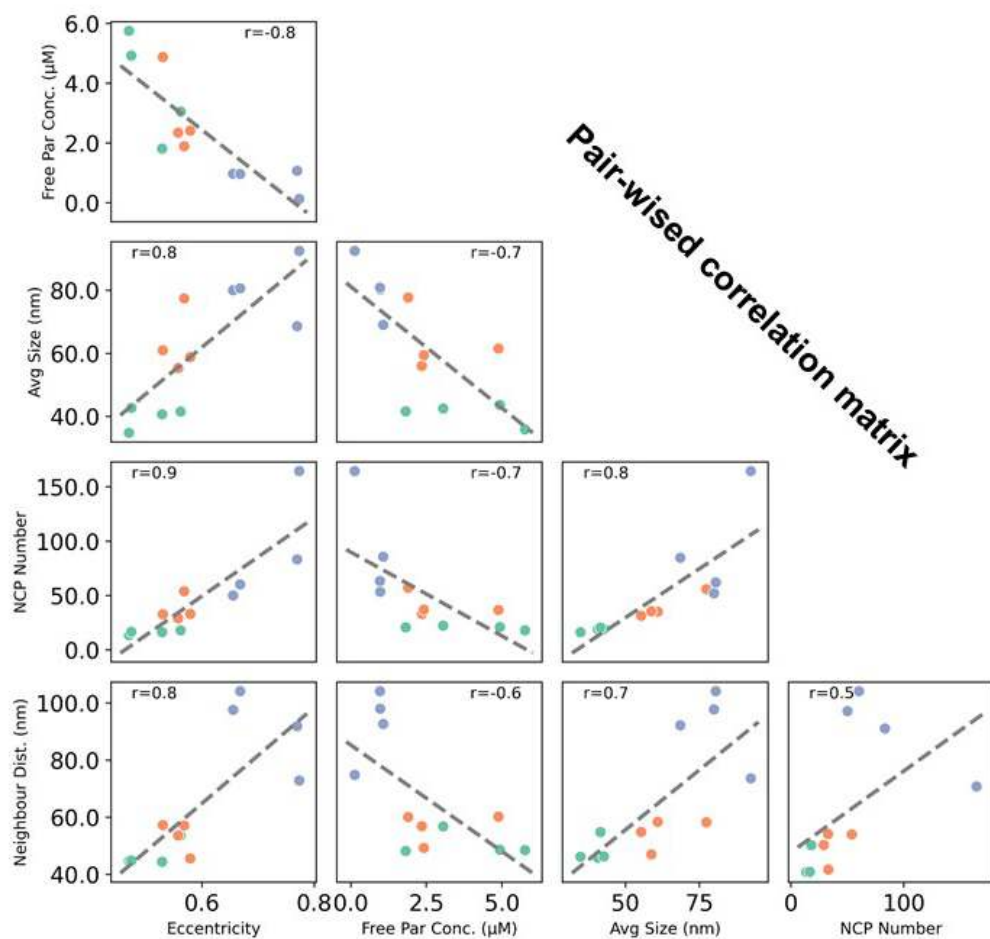 6.0
4.0
2.0
0.0
Free Par Conc. (μM)
r=-0.8
Pair-wised correlation matrix
80.0
60.0
40.0
Avg Size (nm)
r=0.8
r=-0.7
150.0
100.0
50.0
0.0
NCP Number
r=0.9
r=-0.7
r=0.8
100.0
80.0
60.0
40.0
Neighbour Dist. (nm)
r=0.8
r=-0.6
r=0.7
r=0.5
0.6 0.8
0.0 2.5 5.0
50 75
0 100
Eccentricity
Free Par Conc. (μM)
Avg Size (nm)
NCP Number